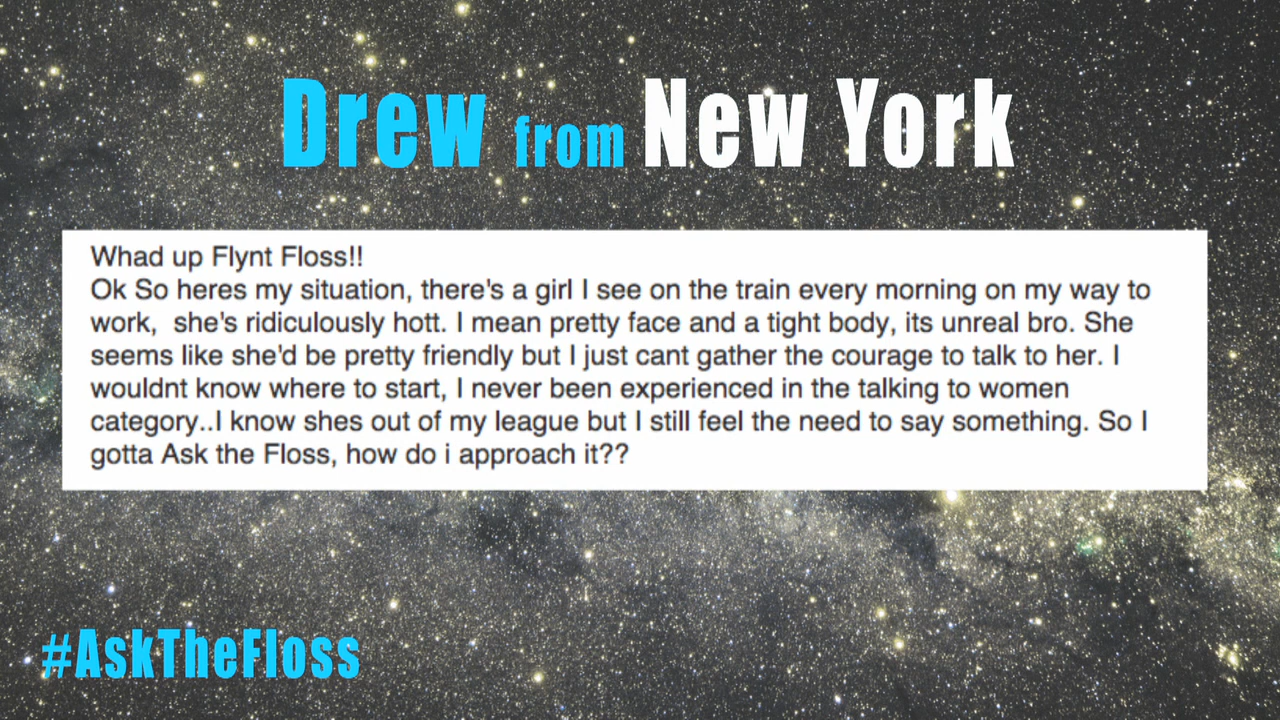 Drew from New York
Whad up Flynt Floss!!
Ok So heres my situation, there's a girl I see on the train every morning on my way to
work,  she's ridiculously hott. I mean pretty face and a tight body, its unreal bro. She
seems like she'd be pretty friendly but I just cant gather the courage to talk to her. I
wouldnt know where to start, I never been experienced in the talking to women
category..I know shes out of my league but I still feel the need to say something. So I
gotta Ask the Floss, how do i approach it??
#AskTheFloss